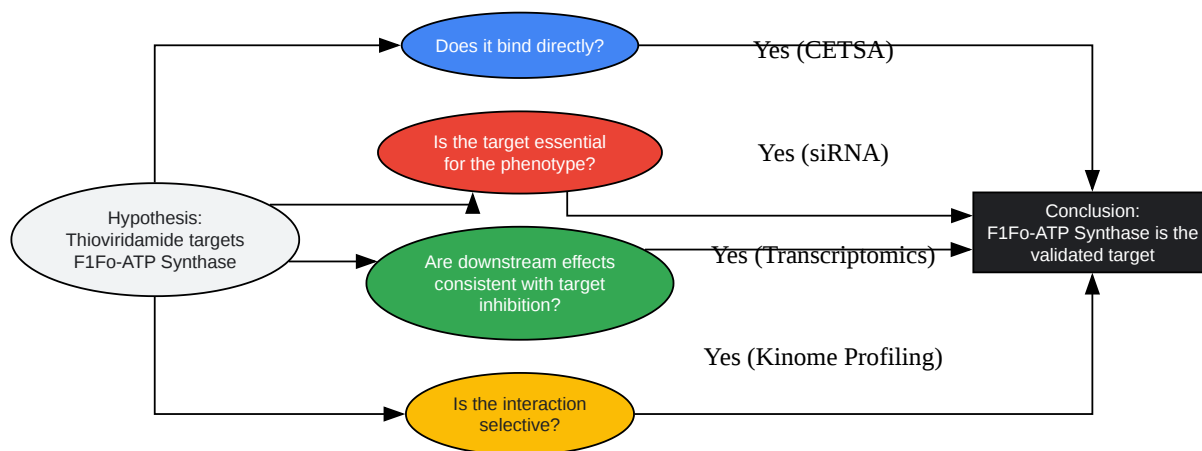 Does it bind directly?
Yes (CETSA)
Is the target essential
for the phenotype?
Yes (siRNA)
Hypothesis:
Thioviridamide targets
F1Fo-ATP Synthase
Conclusion:
F1Fo-ATP Synthase is the
validated target
Are downstream effects
consistent with target
inhibition?
Yes (Transcriptomics)
Yes (Kinome Profiling)
Is the interaction
selective?